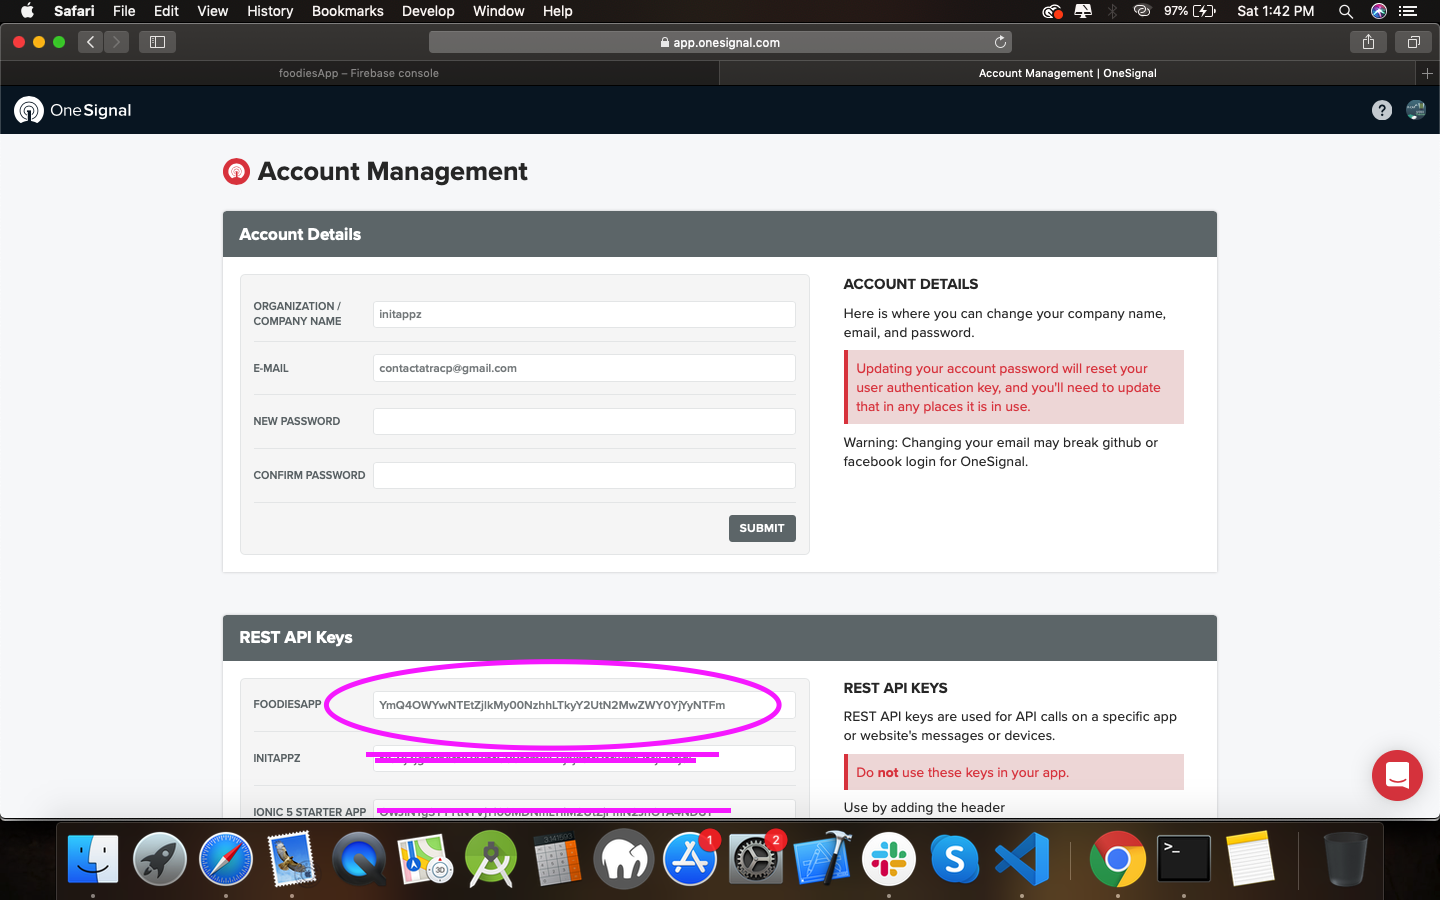 Safari File Edit View History Bookmarks Develop Window Help 97% Sat 1:42 PM
app.onesignal.com
foodiesApp – Firebase console
Account Management | OneSignal
OneSignal
?
Account Management
Account Details
ORGANIZATION /
COMPANY NAME
initappz
E-MAIL
contactatracp@gmail.com
NEW PASSWORD
CONFIRM PASSWORD
SUBMIT
ACCOUNT DETAILS
Here is where you can change your company name,
email, and password.
Updating your account password will reset your
user authentication key, and you'll need to update
that in any places it is in use.
Warning: Changing your email may break github or
facebook login for OneSignal.
REST API Keys
FOODIESAPP
YmQ4OWYwNTEtZjlkMy00NzhhLTkyY2UtN2MwZWY0YjYyNTFm
INITAPPZ
IONIC 5 STARTER APP
REST API KEYS
REST API keys are used for API calls on a specific app
or website's messages or devices.
Do not use these keys in your app.
Use by adding the header
3D
1
2
>_